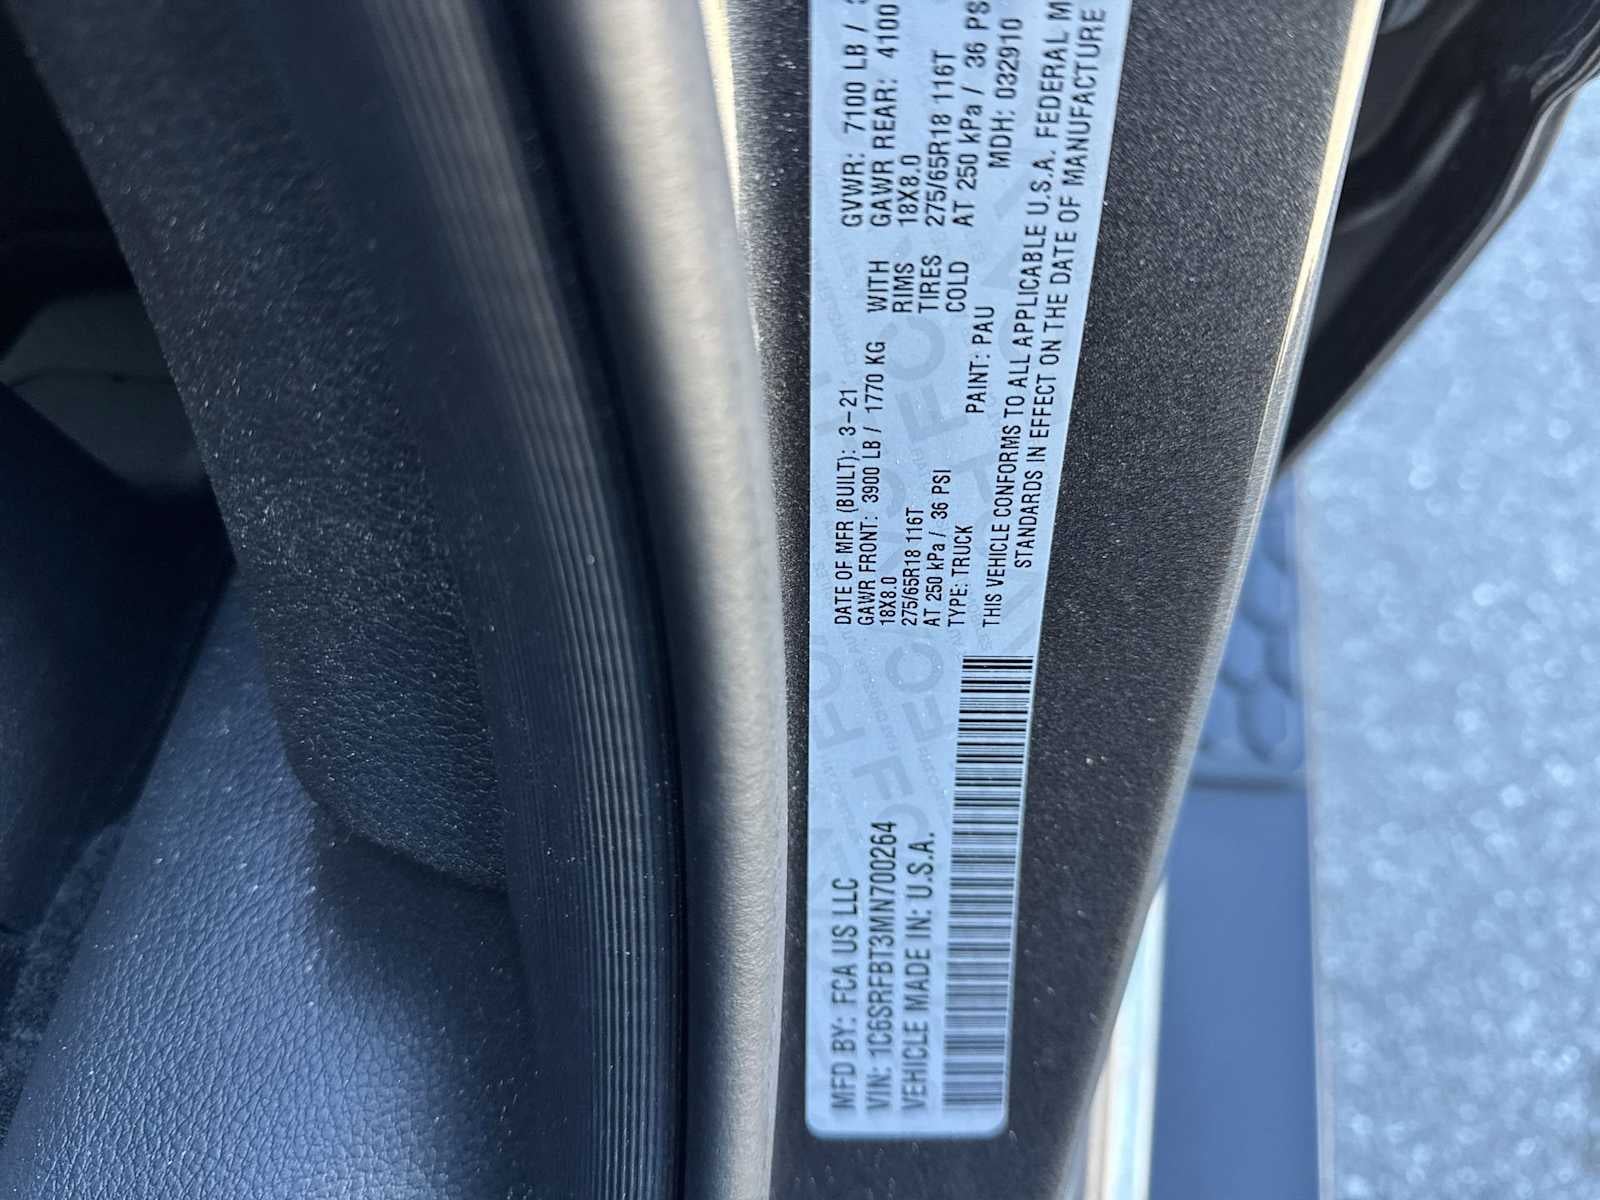 MFD BY: FCA US LLC
VIN: 1C6SRFBT3MN700264
VEHICLE MADE IN: U.S.A.
DATE OF MFR (BUILT): 3-21 GVWR: 7100 LB /
GAWR FRONT: 3900 LB / 1770 KG WITH GAWR REAR: 4100
18X8.0 RIMS 18X8.0
275/65R18 116T TIRES 275/65R18 116T
AT 250 kPa / 36 PSI COLD AT 250 kPa / 36 PS
TYPE: TRUCK PAINT: PAU MDH: 032910
THIS VEHICLE CONFORMS TO ALL APPLICABLE U.S.A. FEDERAL M
STANDARDS IN EFFECT ON THE DATE OF MANUFACTURE